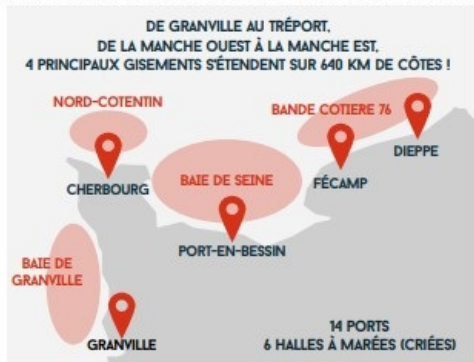 DE GRANVILLE AU TRÉPORT,
DE LA MANCHE OUEST À LA MANCHE EST,
4 PRINCIPAUX GISEMENTS S'ÉTENDENT SUR 640 KM DE CÔTES !
NORD-COTENTIN
BANDE COTIERE 76
DIEPPE
CHERBOURG
BAIE DE SEINE
FÉCAMP
PORT-EN-BESSIN
BAIE DE
GRANVILLE
GRANVILLE
14 PORTS
6 HALLES À MARÉES (CRIÉES)